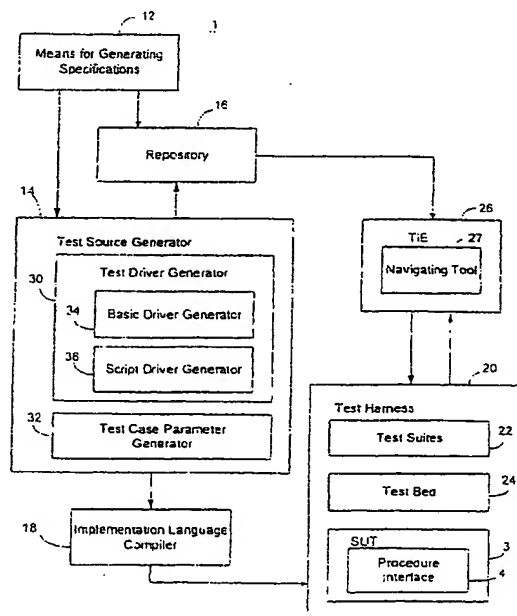 12
1
Means for Generating
Specifications
16
Repository
14
Test Source Generator
30
Test Driver Generator
34
Basic Driver Generator
36
Script Driver Generator
32
Test Case Parameter
Generator
18
Implementation Language
Compiler
26
TiE
27
Navigating Tool
20
Test Harness
Test Suites
22
Test Bed
24
SUT
3
Procedure
Interface
4